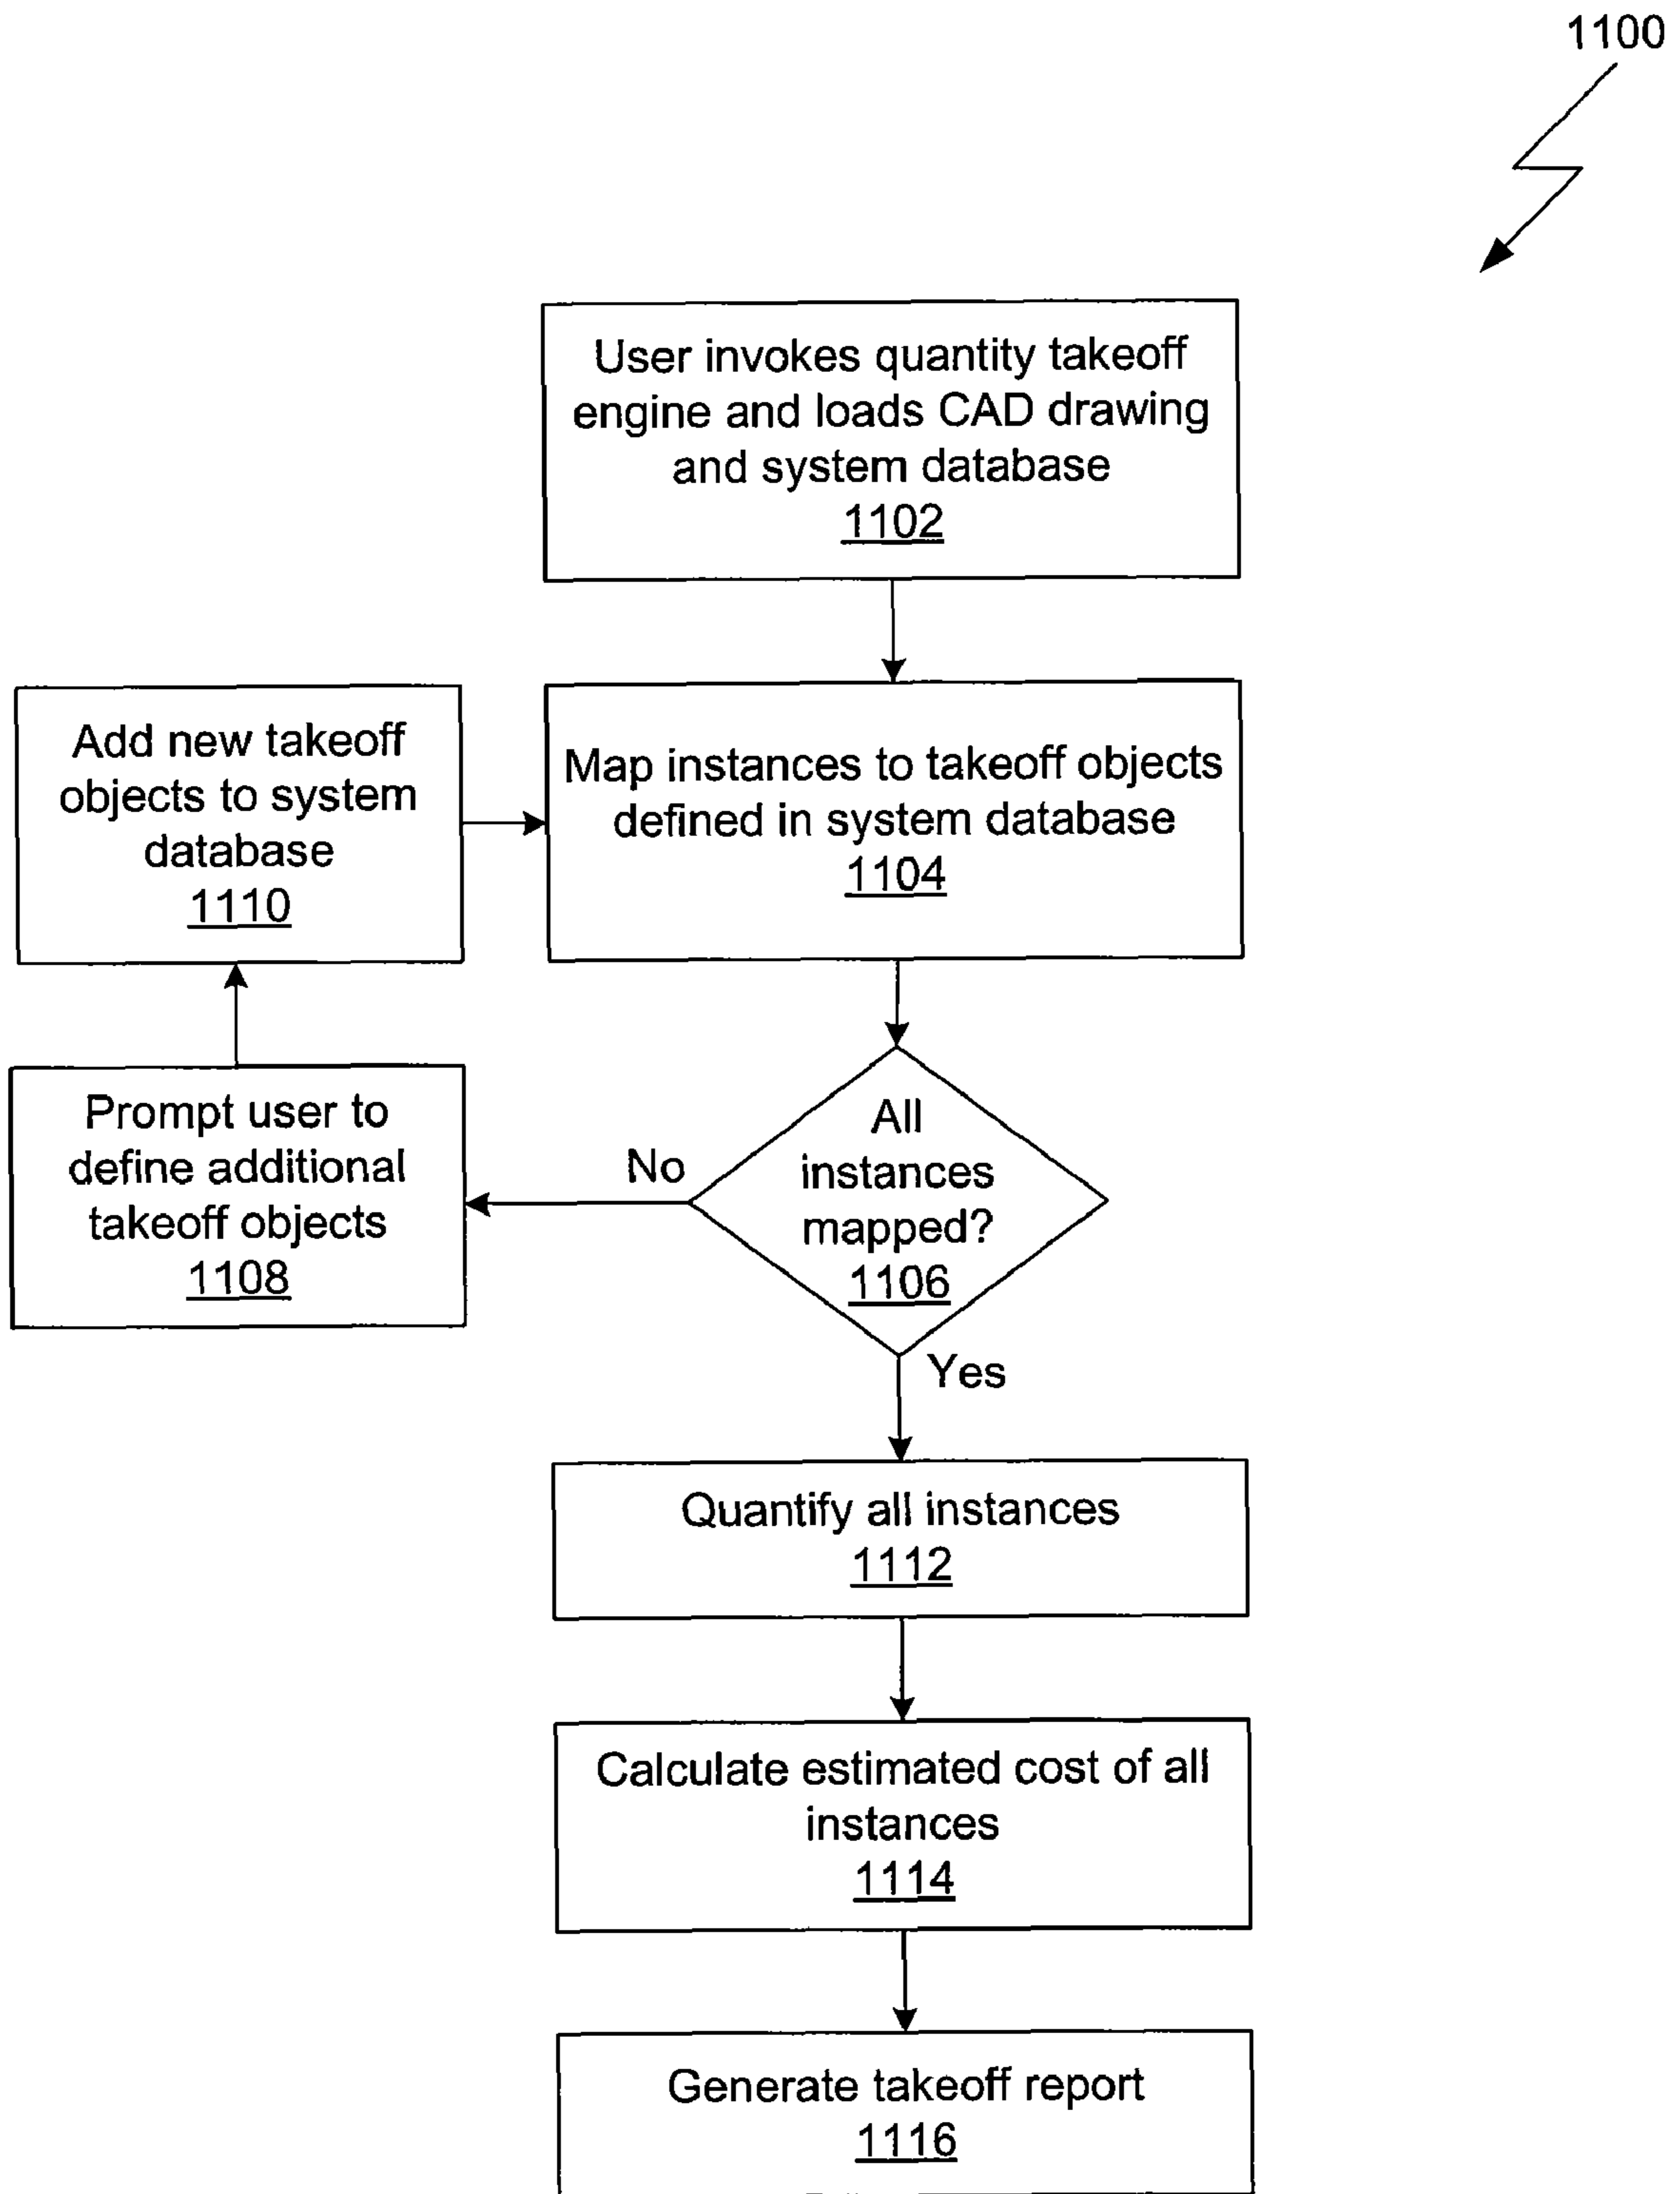 1100
User invokes quantity takeoff
engine and loads CAD drawing
and system database
1102
Add new takeoff
objects to system
database
1110
Map instances to takeoff objects
defined in system database
1104
Prompt user to
define additional
takeoff objects
1108
No
All
instances
mapped?
1106
Yes
Quantify all instances
1112
Calculate estimated cost of all
instances
1114
Generate takeoff report
1116